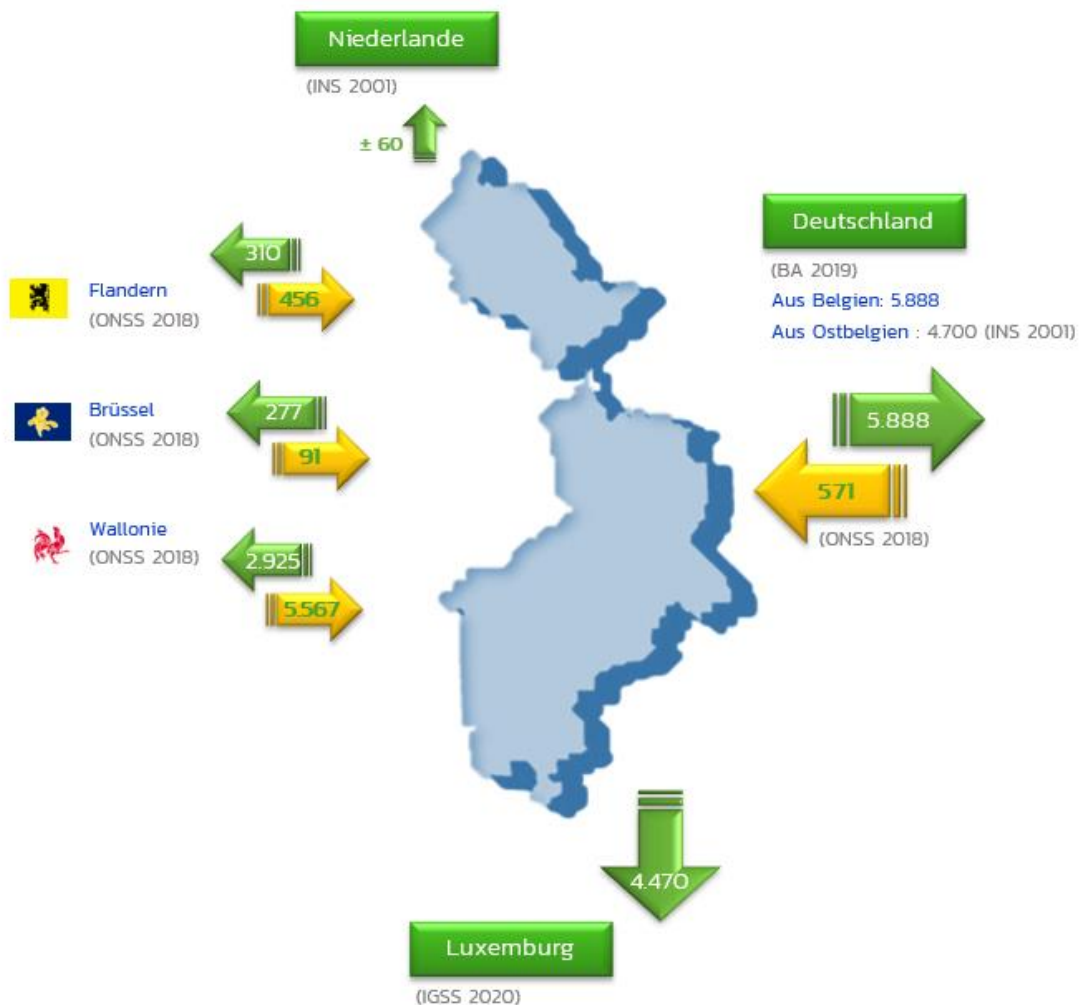 Niederlande
(INS 2001)
± 60
310
Flandern
456
(ONSS 2018)
Deutschland
(BA 2019)
Aus Belgien: 5.888
Aus Ostbelgien : 4.700 (INS 2001)
277
Brüssel
(ONSS 2018)
91
5.888
571
(ONSS 2018)
Wallonie
(ONSS 2018)
2.925
5.567
4.470
Luxemburg
(IGSS 2020)